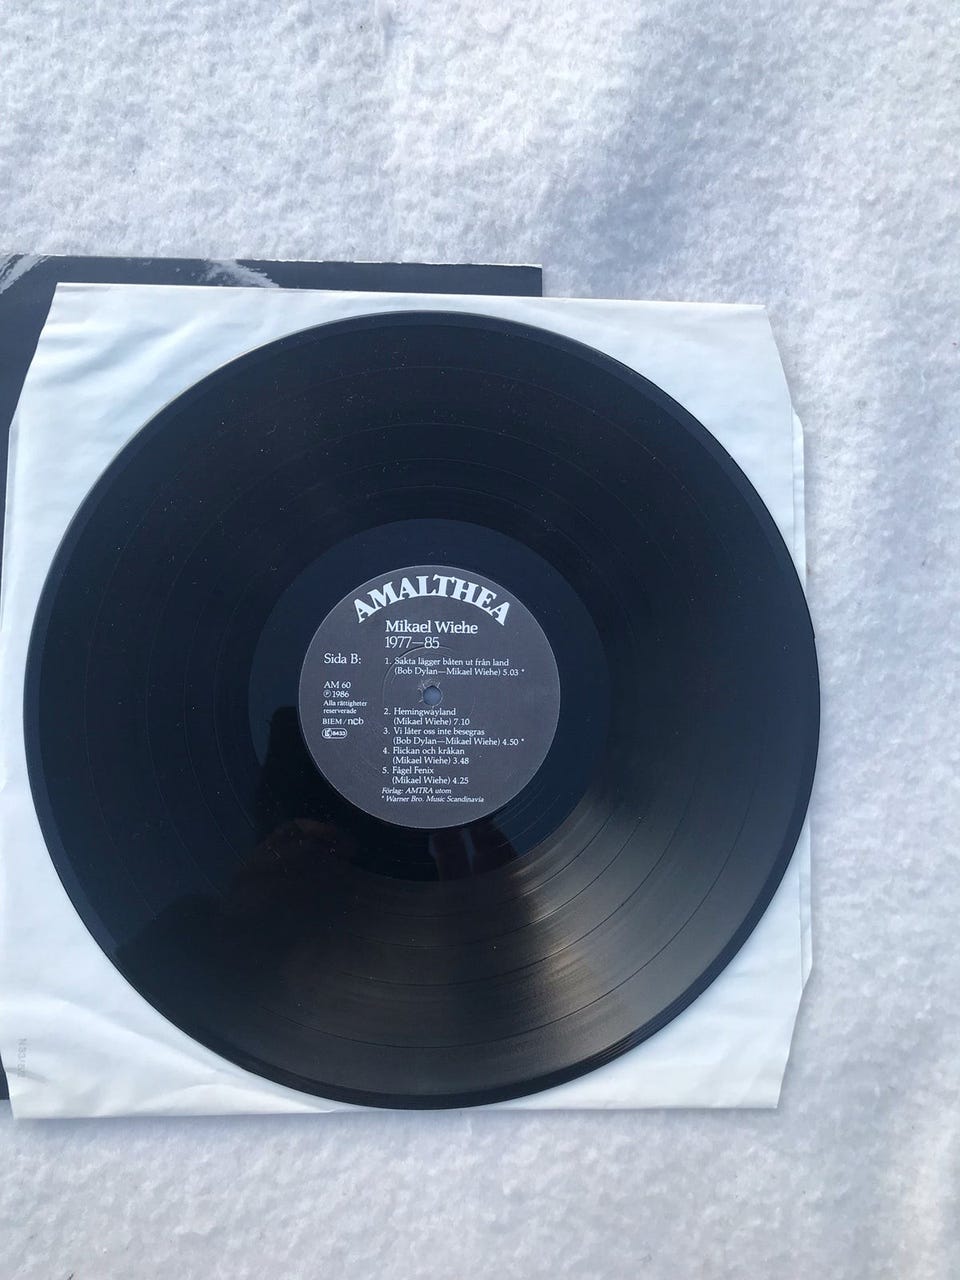 AMALTHEA
Mikael Wiehe
1977—85
Sida B:
1. Sakta lägger båten ut från land
(Bob Dylan—Mikael Wiehe) 5.03 *
AM 60
℗ 1986
Alla rättigheter
reserverade
BIEM / ncb
2. Hemingwayland
(Mikael Wiehe) 7.10
3. Vi låter oss inte besegras
(Bob Dylan—Mikael Wiehe) 4.50 *
4. Flickan och kråkan
(Mikael Wiehe) 3.48
5. Fågel Fenix
(Mikael Wiehe) 4.25
Förlag: AMTRA utom
* Warner Bro. Music Scandinavia